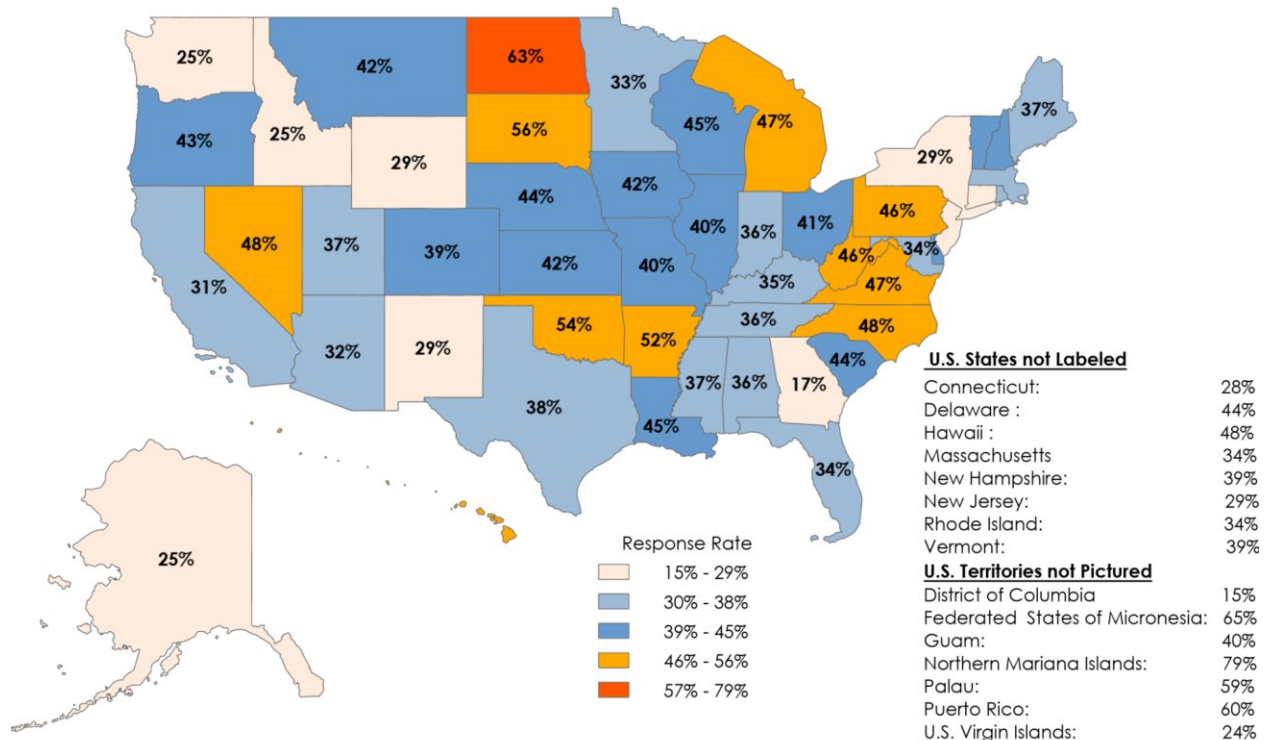 25%
42%
63%
33%
37%
43%
25%
56%
45%
47%
29%
29%
44%
42%
46%
48%
37%
39%
40%
36%
41%
34%
31%
42%
40%
46%
47%
35%
36%
48%
32%
29%
54%
52%
44%
37%
36%
17%
38%
45%
34%
25%
Response Rate
15% - 29%
30% - 38%
39% - 45%
46% - 56%
57% - 79%
U.S. States not Labeled
Connecticut: 28%
Delaware : 44%
Hawaii : 48%
Massachusetts 34%
New Hampshire: 39%
New Jersey: 29%
Rhode Island: 34%
Vermont: 39%
U.S. Territories not Pictured
District of Columbia 15%
Federated States of Micronesia: 65%
Guam: 40%
Northern Mariana Islands: 79%
Palau: 59%
Puerto Rico: 60%
U.S. Virgin Islands: 24%